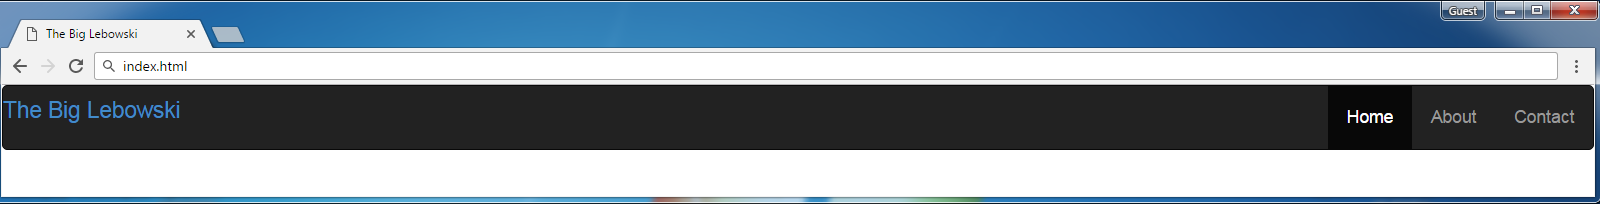 Guest
The Big Lebowski
index.html
The Big Lebowski Home About Contact